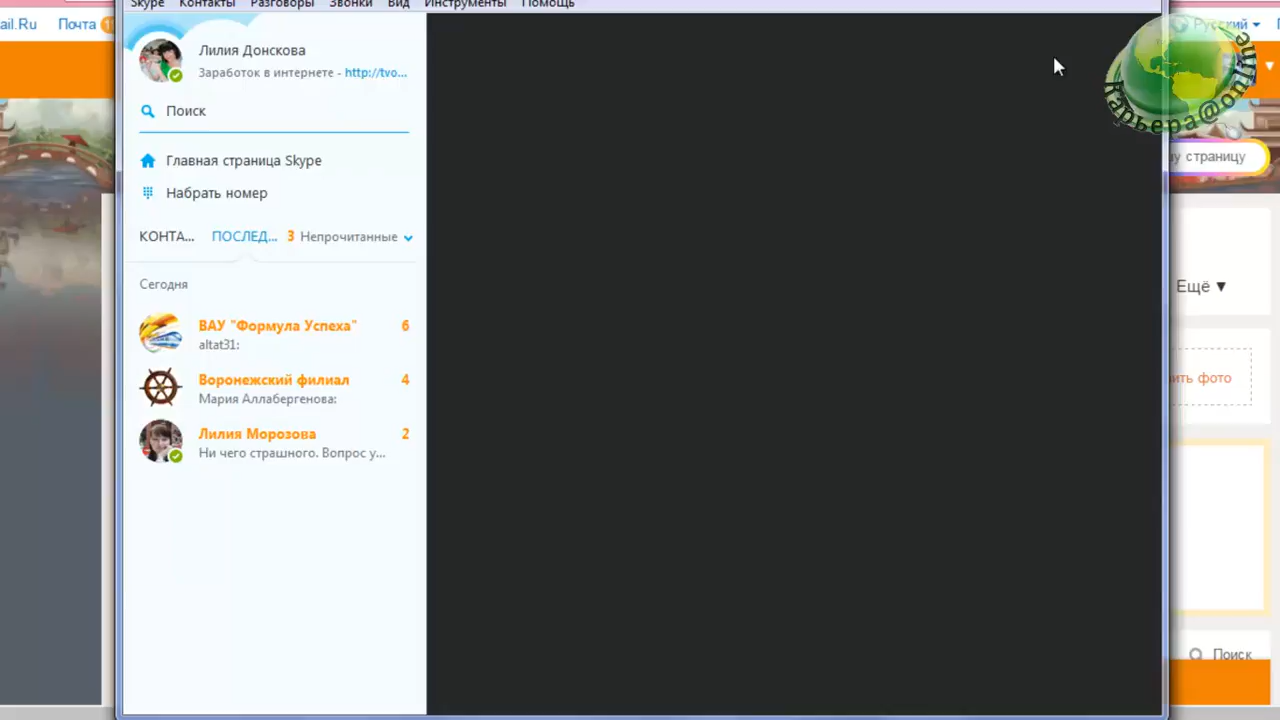 Skype Контакты Разговоры Звонки Вид Инструменты Помощь
ail.Ru Почта
Русский
Лилия Донскова
Заработок в интернете - http://tvo...
Карьера@online
Поиск
Главная страница Skype
у страницу
Набрать номер
КОНТА... ПОСЛЕД... 3 Непрочитанные
Сегодня
Ещё ▼
ВАУ "Формула Успеха" 6
altat31:
Воронежский филиал 4
ить фото
Мария Аллабергенова:
Лилия Морозова 2
Ни чего страшного. Вопрос у...
Поиск